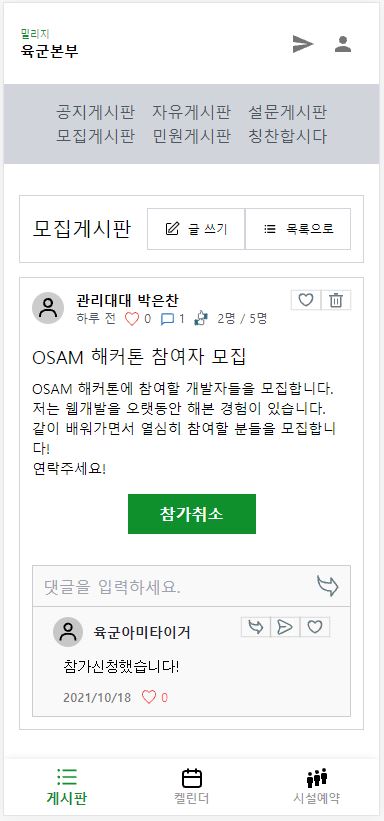 밀리지
육군본부
공지게시판 자유게시판 설문게시판
모집게시판 민원게시판 칭찬합시다
모집게시판 글 쓰기 목록으로
관리대대 박은찬
하루 전 0 1 2명 / 5명
OSAM 해커톤 참여자 모집
OSAM 해커톤에 참여할 개발자들을 모집합니다.
저는 웹개발을 오랫동안 해본 경험이 있습니다.
같이 배워가면서 열심히 참여할 분들을 모집합니
다!
연락주세요!
참가취소
댓글을 입력하세요.
육군아미타이거
참가신청했습니다!
2021/10/18 0
게시판 켈린더 시설예약